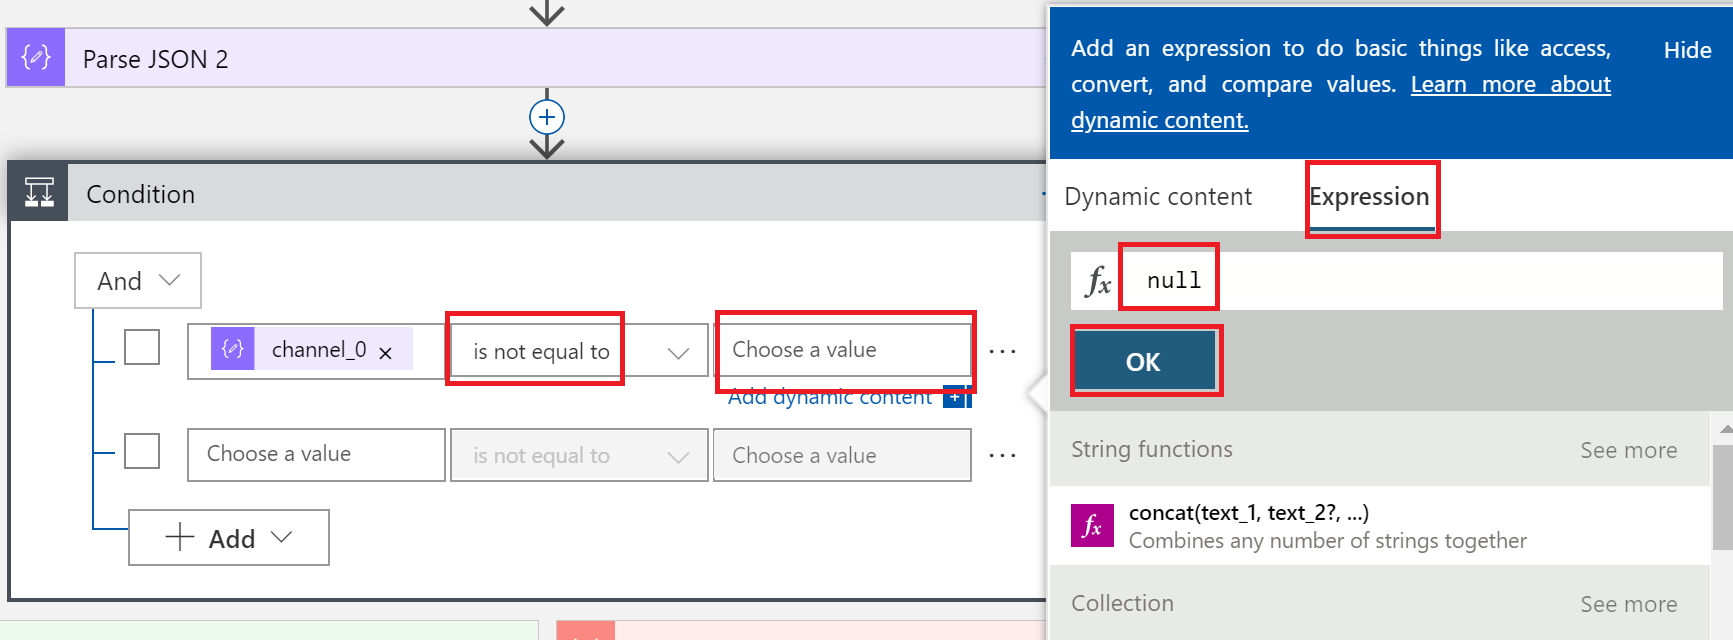 Parse JSON 2
Condition
And
channel_0 ×
is not equal to
Choose a value
...
Add dynamic content
Choose a value
is not equal to
Choose a value
...
+ Add
Add an expression to do basic things like access,
convert, and compare values. Learn more about
dynamic content.
Hide
Dynamic content
Expression
fx null
OK
String functions
See more
fx
concat(text_1, text_2?, ...)
Combines any number of strings together
Collection
See more